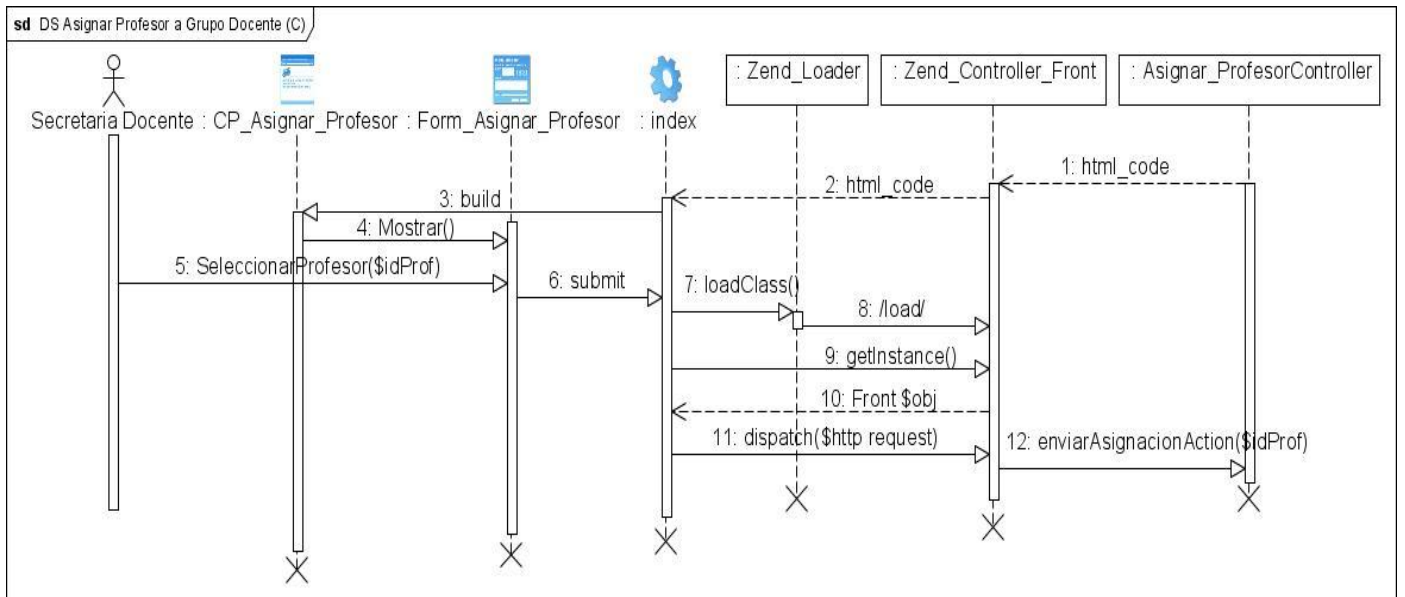 sd DS Asignar Profesor a Grupo Docente (C)
: Zend_Loader
: Zend_Controller_Front
: Asignar_ProfesorController
Secretaria Docente
: CP_Asignar_Profesor
: Form_Asignar_Profesor
: index
1: html_code
2: html_code
3: build
4: Mostrar()
5: SeleccionarProfesor($idProf)
6: submit
7: loadClass()
8: /load/
9: getInstance()
10: Front $obj
11: dispatch($http request)
12: enviarAsignacionAction($idProf)